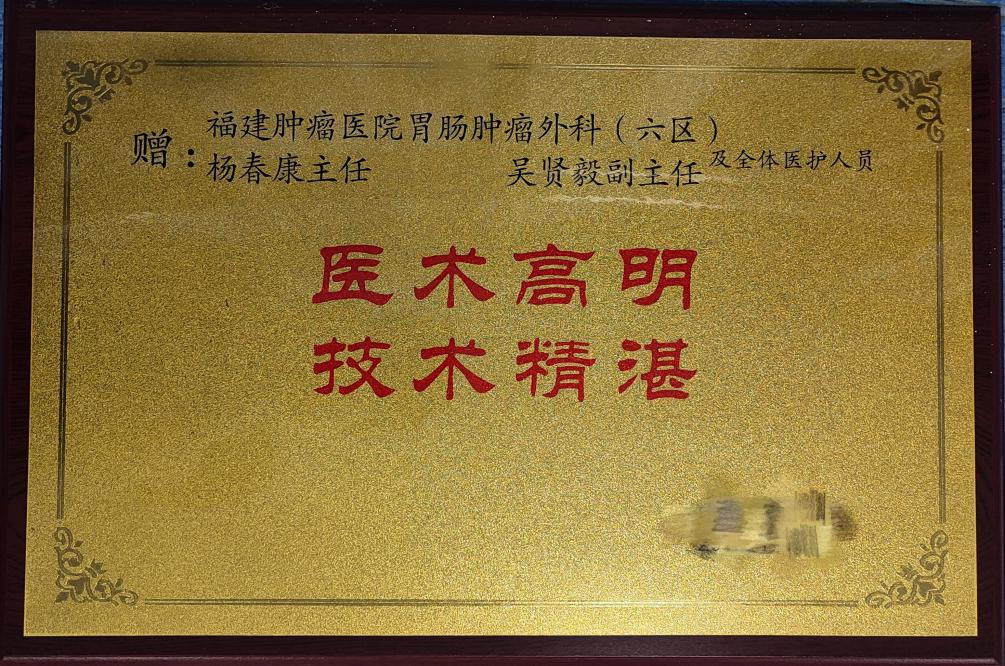 赠：
福建肿瘤医院胃肠肿瘤外科（六区）
杨春康主任 吴贤毅副主任及全体医护人员
医术高明
技术精湛